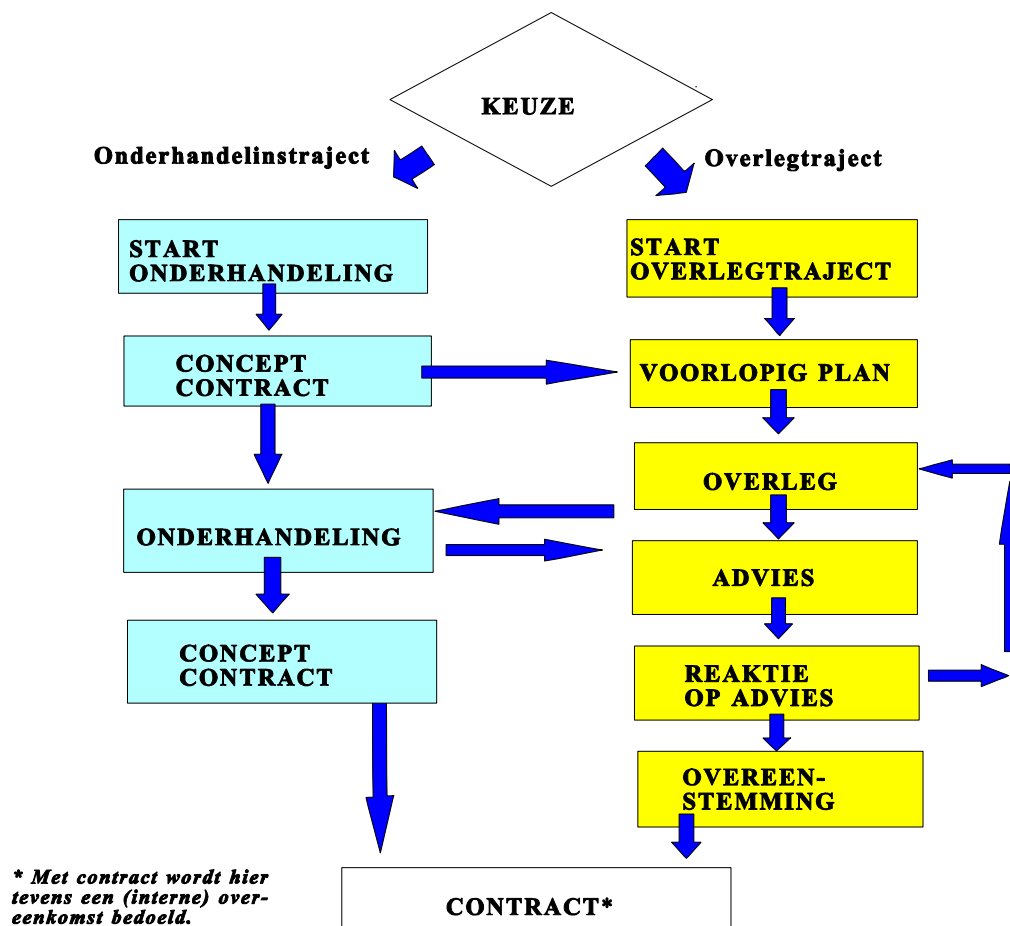 KEUZE
Onderhandelinstraject
Overlegtraject
START
ONDERHANDELING
START
OVERLEGTRAJECT
CONCEPT
CONTRACT
VOORLOPIG PLAN
OVERLEG
ONDERHANDELING
ADVIES
CONCEPT
CONTRACT
REAKTIE
OP ADVIES
OVEREEN-
STEMMING
* Met contract wordt hier
tevens een (interne) over-
eenkomst bedoeld.
CONTRACT*